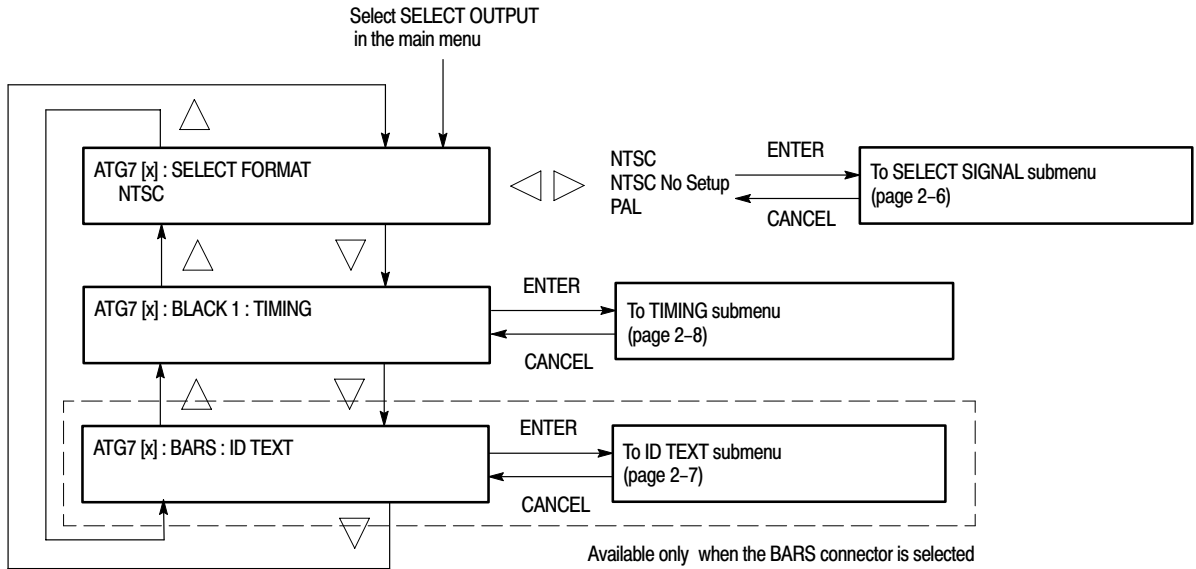 Select SELECT OUTPUT
in the main menu
ATG7 [x] : SELECT FORMAT
NTSC
NTSC
NTSC No Setup
PAL
ENTER
CANCEL
To SELECT SIGNAL submenu
(page 2–6)
ATG7 [x] : BLACK 1 : TIMING
ENTER
CANCEL
To TIMING submenu
(page 2–8)
ATG7 [x] : BARS : ID TEXT
ENTER
CANCEL
To ID TEXT submenu
(page 2–7)
Available only when the BARS connector is selected